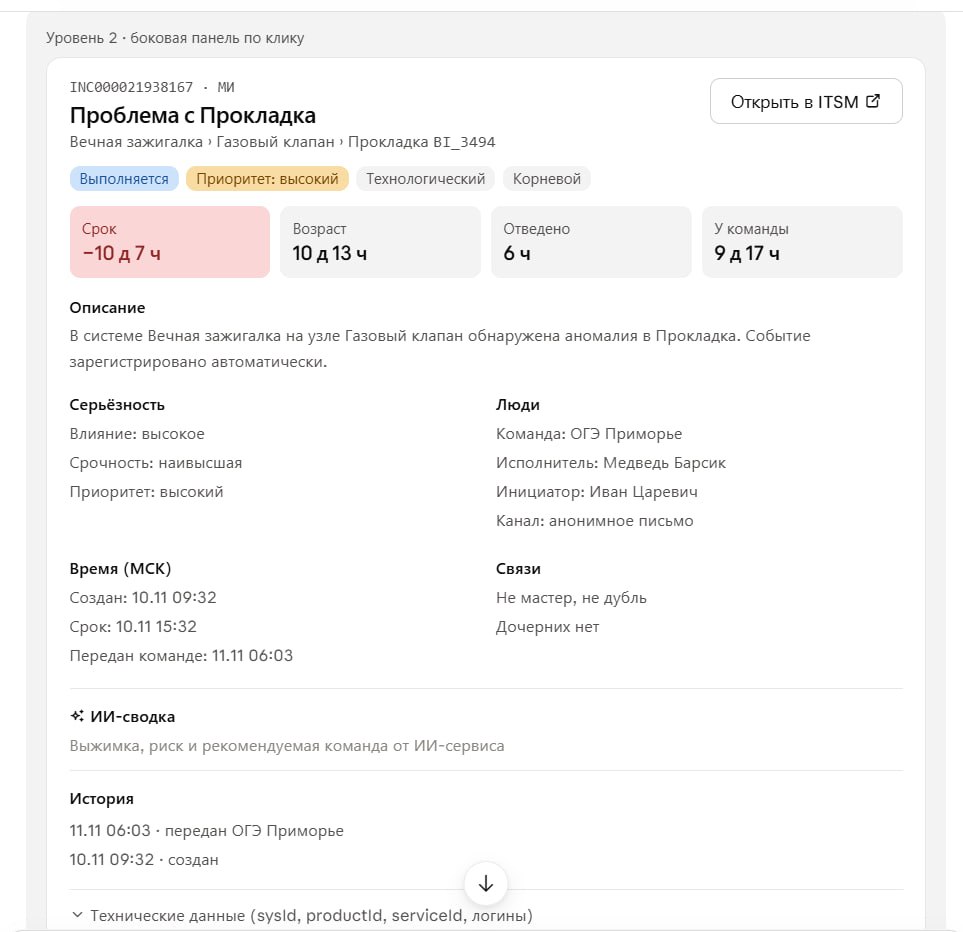 Уровень 2 · боковая панель по клику
INC000021938167 · МИ
Проблема с Прокладка
Открыть в ITSM
Вечная зажигалка › Газовый клапан › Прокладка BI_3494
Выполняется
Приоритет: высокий
Технологический
Корневой
Срок
−10 д 7 ч
Возраст
10 д 13 ч
Отведено
6 ч
У команды
9 д 17 ч
Описание
В системе Вечная зажигалка на узле Газовый клапан обнаружена аномалия в Прокладка. Событие
зарегистрировано автоматически.
Серьёзность
Влияние: высокое
Срочность: наивысшая
Приоритет: высокий
Люди
Команда: ОГЭ Приморье
Исполнитель: Медведь Барсик
Инициатор: Иван Царевич
Канал: анонимное письмо
Время (МСК)
Создан: 10.11 09:32
Срок: 10.11 15:32
Передан команде: 11.11 06:03
Связи
Не мастер, не дубль
Дочерних нет
ИИ-сводка
Выжимка, риск и рекомендуемая команда от ИИ-сервиса
История
11.11 06:03 · передан ОГЭ Приморье
10.11 09:32 · создан
Технические данные (sysId, productId, serviceId, логины)